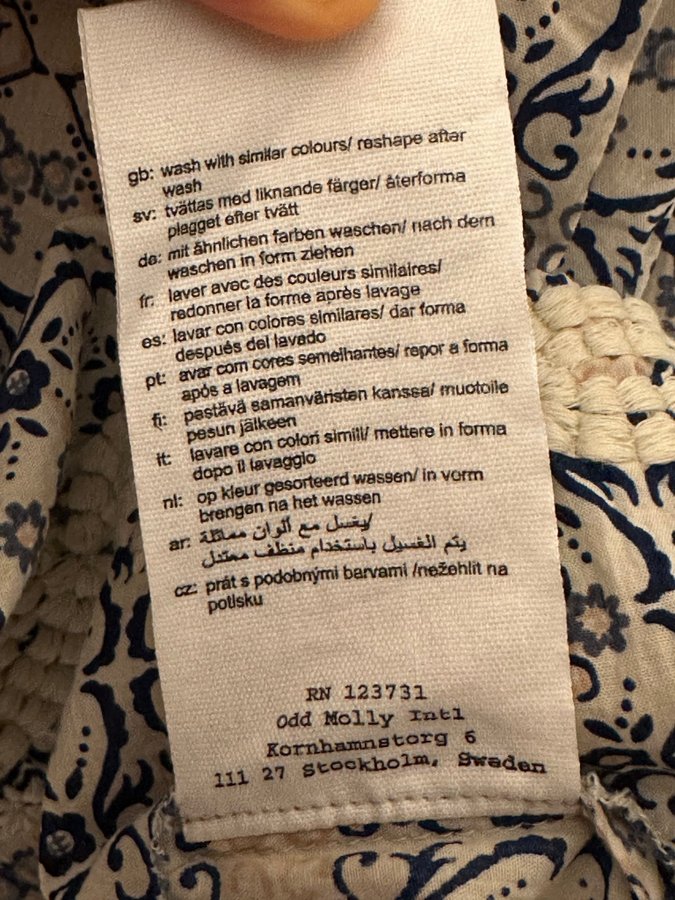 gb: wash with similar colours/ reshape after
wash
sv: tvättas med liknande färger/ återforma
plagget efter tvätt
de: mit ähnlichen farben waschen/ nach dem
waschen in form ziehen
fr: laver avec des couleurs similaires/
redonner la forme après lavage
es: lavar con colores similares/ dar forma
después del lavado
pt: avar com cores semelhantes/ repor a forma
após a lavagem
fi: pestävä samanväristen kanssa/ muotoile
pesun jälkeen
it: lavare con colori simili/ mettere in forma
dopo il lavaggio
nl: op kleur gesorteerd wassen/ in vorm
brengen na het wassen
ar: يغسل مع ألوان مماثلة/
يتم الغسيل باستخدام منظف معتدل
cz: prát s podobnými barvami /nežehlit na
potisku
RN 123731
Odd Molly Intl
Kornhamnstorg 6
111 27 Stockholm, Sweden